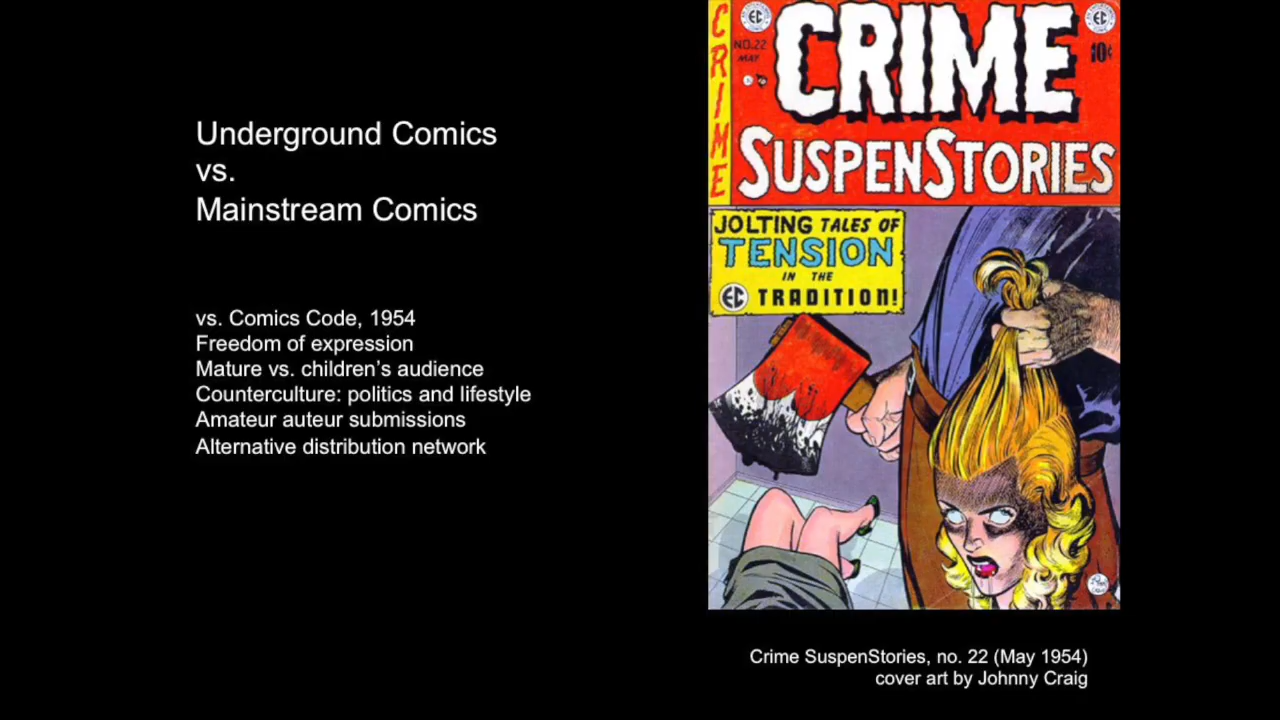 Underground Comics
vs.
Mainstream Comics
vs. Comics Code, 1954
Freedom of expression
Mature vs. children's audience
Counterculture: politics and lifestyle
Amateur auteur submissions
Alternative distribution network
CRIME
EC
NO.22
MAY
CRIME
EC
10¢
SUSPENSTORIES
JOLTING TALES OF
TENSION
IN THE
EC TRADITION!
Crime SuspenStories, no. 22 (May 1954)
cover art by Johnny Craig